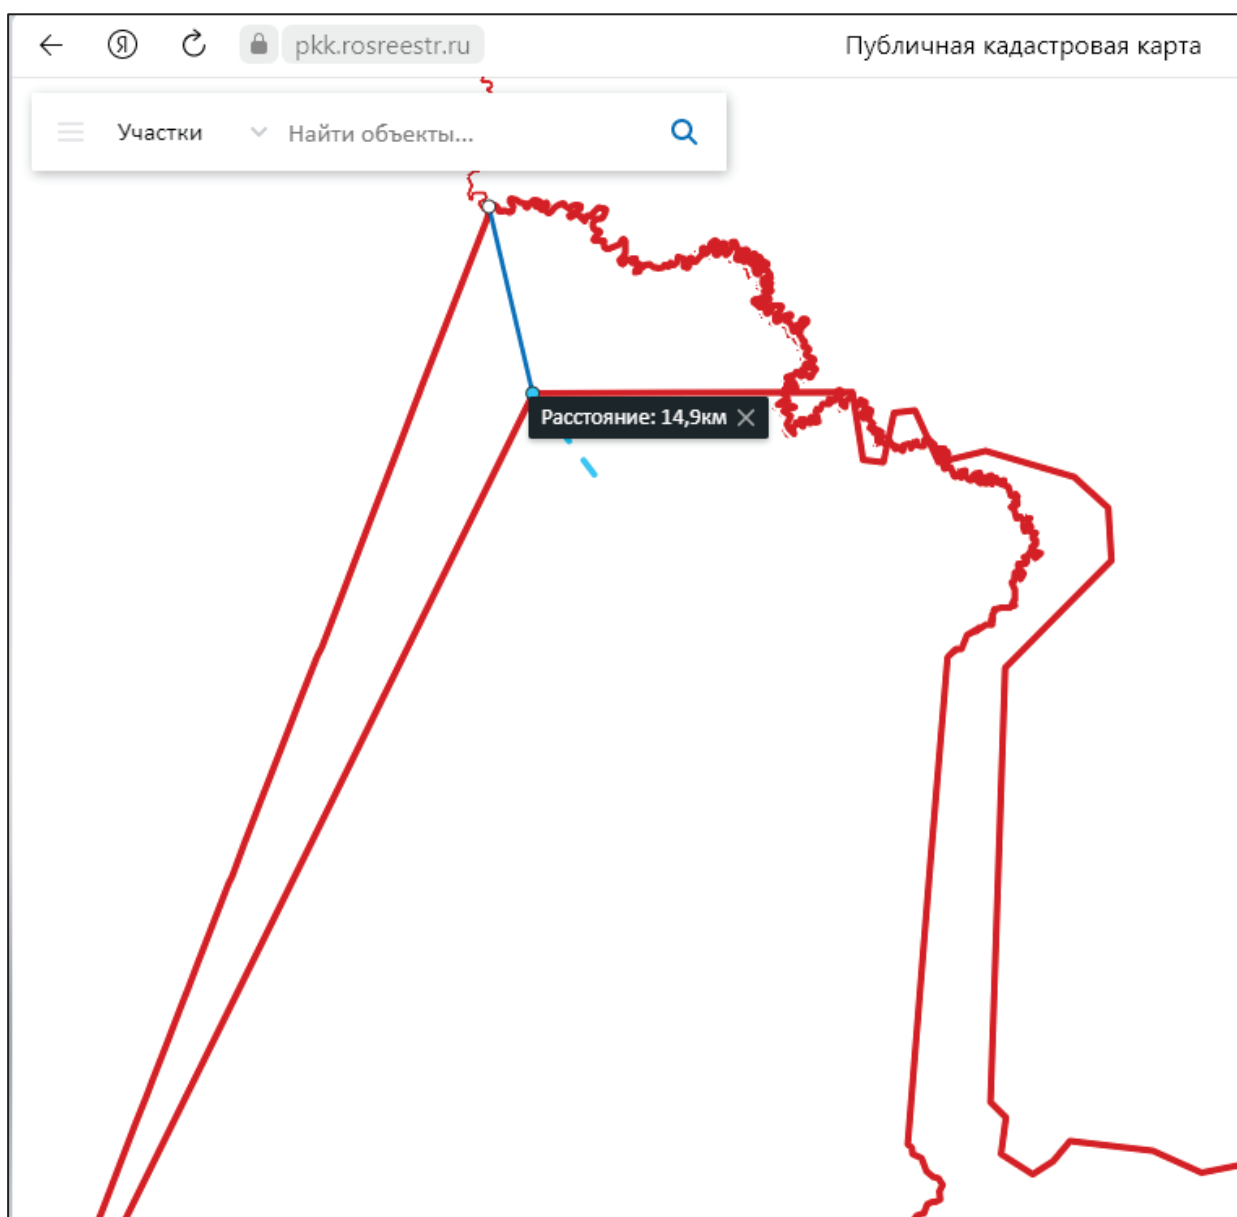 pkk.rosreestr.ru
Публичная кадастровая карта
Участки
Найти объекты...
Расстояние: 14,9км